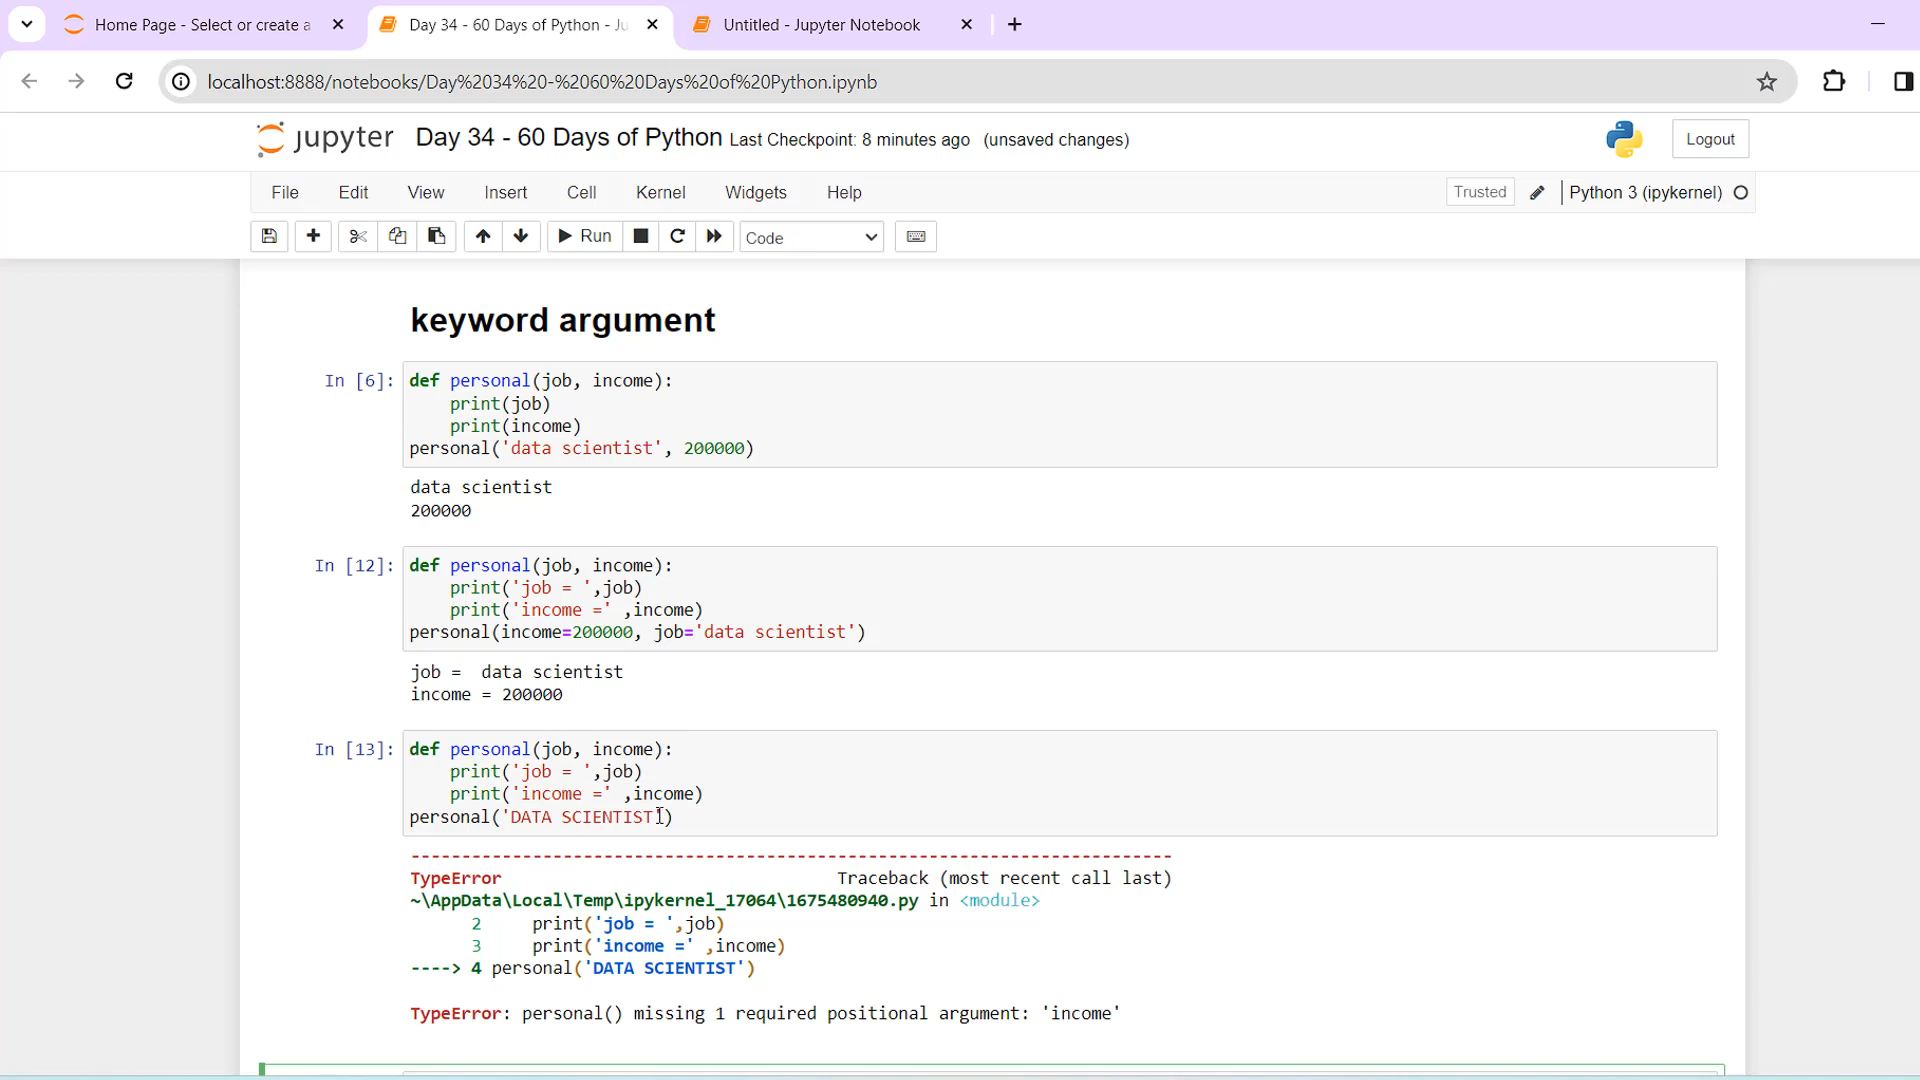 Home Page - Select or create a
Day 34 - 60 Days of Python - Ju
Untitled - Jupyter Notebook
localhost:8888/notebooks/Day%2034%20-%2060%20Days%20of%20Python.ipynb
jupyter Day 34 - 60 Days of Python Last Checkpoint: 8 minutes ago (unsaved changes)
Logout
File Edit View Insert Cell Kernel Widgets Help
Trusted Python 3 (ipykernel)
Run Code
keyword argument
In [6]: def personal(job, income):
print(job)
print(income)
personal('data scientist', 200000)
data scientist
200000
In [12]: def personal(job, income):
print('job = ',job)
print('income =' ,income)
personal(income=200000, job='data scientist')
job =  data scientist
income = 200000
In [13]: def personal(job, income):
print('job = ',job)
print('income =' ,income)
personal('DATA SCIENTIST')
---------------------------------------------------------------------------
TypeError Traceback (most recent call last)
~\AppData\Local\Temp\ipykernel_17064\1675480940.py in <module>
2 print('job = ',job)
3 print('income =' ,income)
----> 4 personal('DATA SCIENTIST')
TypeError: personal() missing 1 required positional argument: 'income'